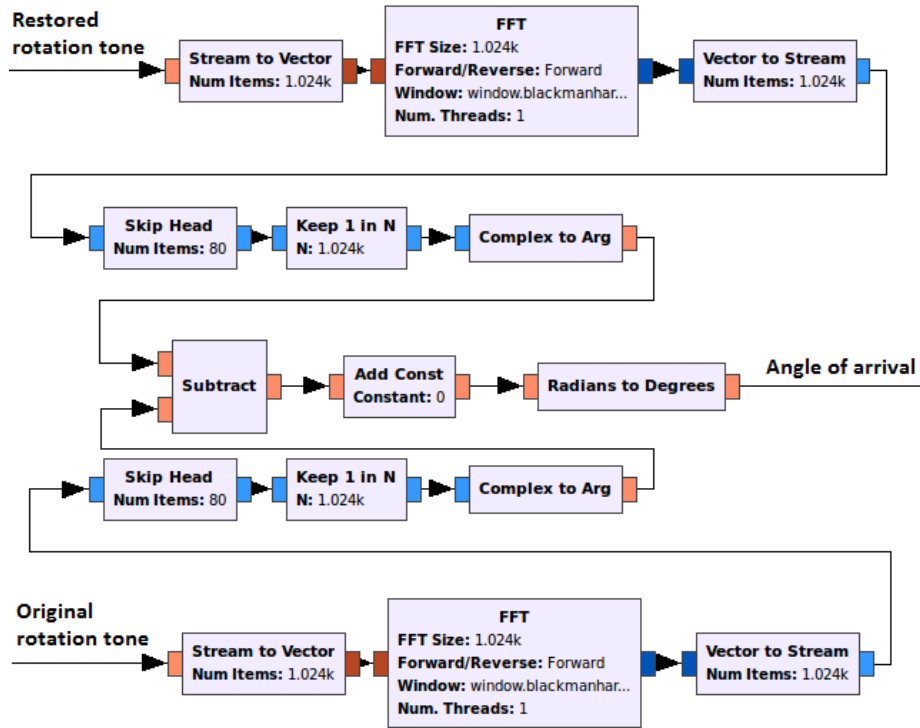 Restored
rotation tone
Stream to Vector
Num Items: 1.024k
FFT
FFT Size: 1.024k
Forward/Reverse: Forward
Window: window.blackmanhar...
Num. Threads: 1
Vector to Stream
Num Items: 1.024k
Skip Head
Num Items: 80
Keep 1 in N
N: 1.024k
Complex to Arg
Subtract
Add Const
Constant: 0
Radians to Degrees
Angle of arrival
Skip Head
Num Items: 80
Keep 1 in N
N: 1.024k
Complex to Arg
Original
rotation tone
Stream to Vector
Num Items: 1.024k
FFT
FFT Size: 1.024k
Forward/Reverse: Forward
Window: window.blackmanhar...
Num. Threads: 1
Vector to Stream
Num Items: 1.024k